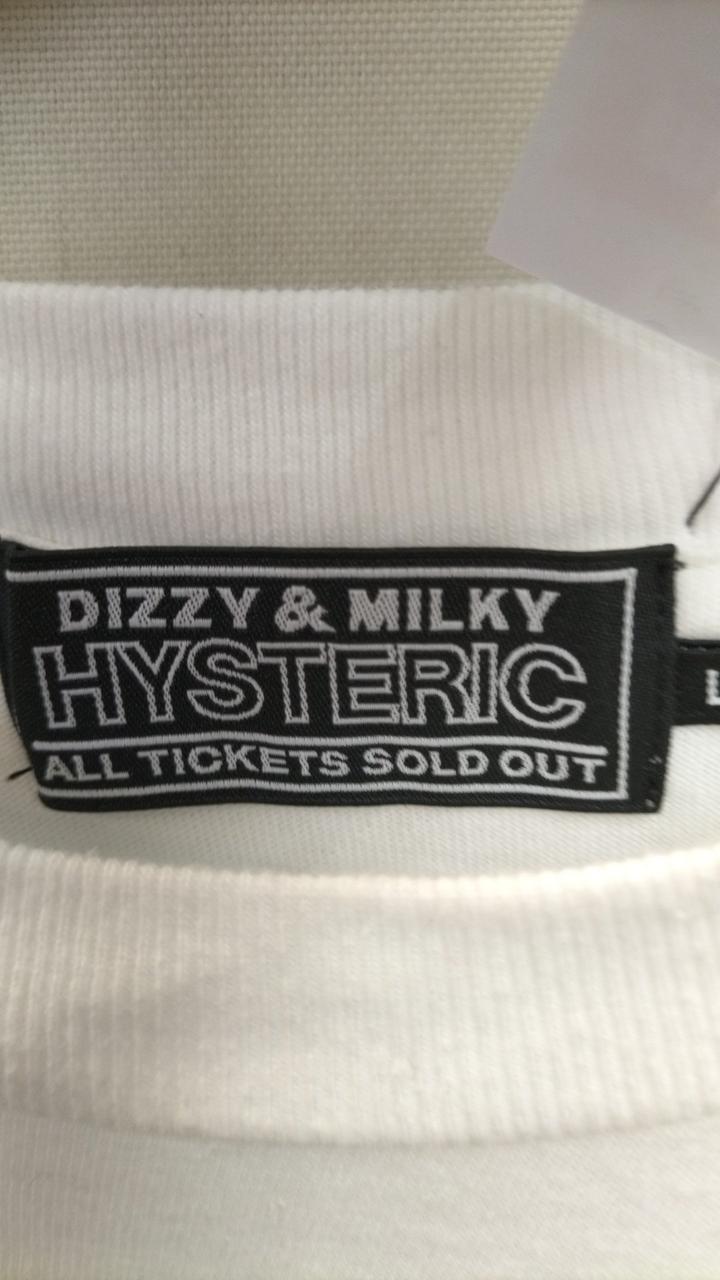 DIZZY & MILKY
HYSTERIC
ALL TICKETS SOLD OUT